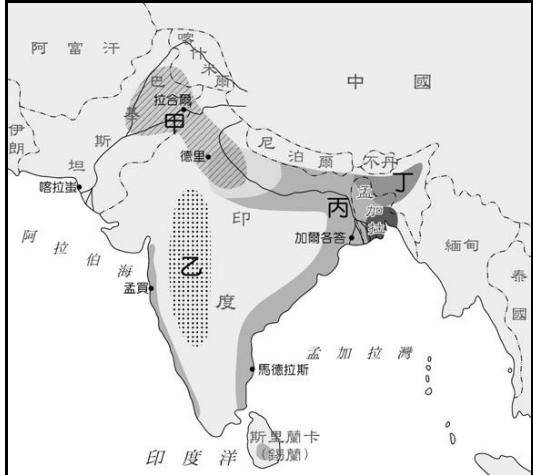 阿富汗
喀什米爾
中國
巴基斯坦
拉合爾
甲
伊朗
德里
尼泊爾
不丹
丁
喀拉蚩
丙
孟加拉
印度
加爾各答
緬甸
阿拉伯海
乙
孟買
泰國
孟加拉灣
馬德拉斯
斯里蘭卡
(錫蘭)
印度洋